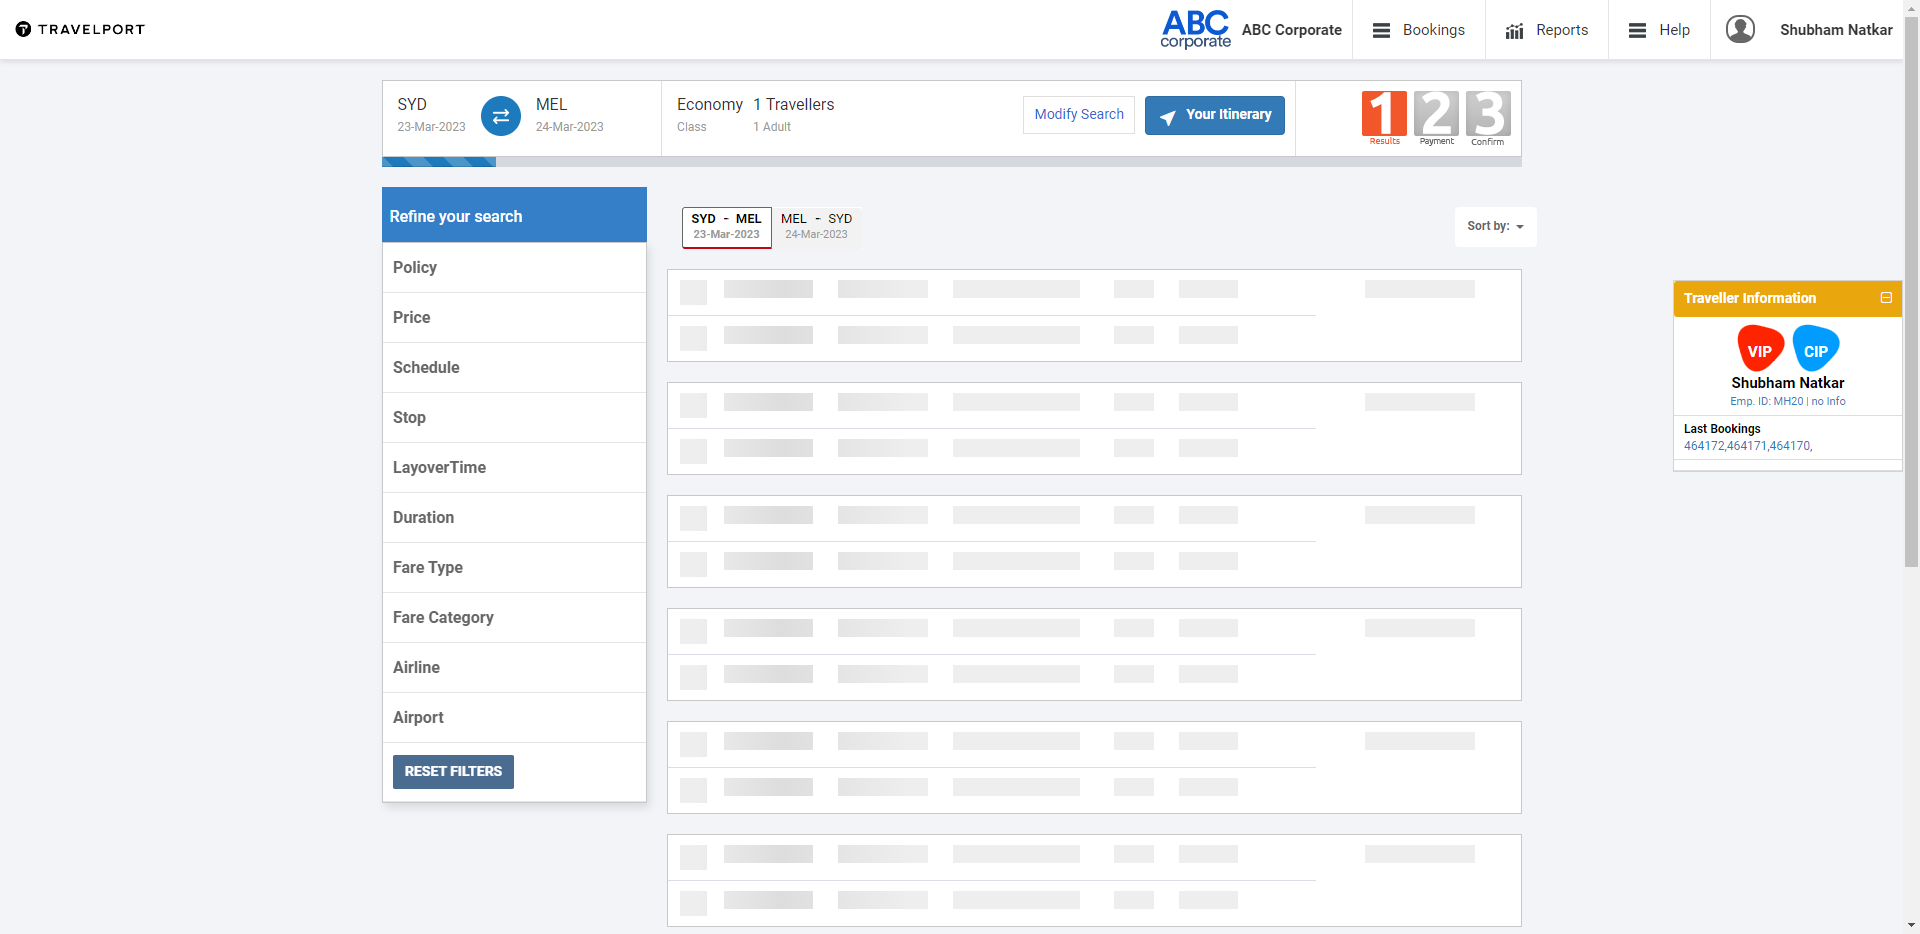 TRAVELPORT
ABC
corporate
ABC Corporate
Bookings
Reports
Help
Shubham Natkar
SYD
23-Mar-2023
MEL
24-Mar-2023
Economy
Class
1 Travellers
1 Adult
Modify Search
Your Itinerary
1
Results
2
Payment
3
Confirm
Refine your search
Policy
Price
Schedule
Stop
LayoverTime
Duration
Fare Type
Fare Category
Airline
Airport
RESET FILTERS
SYD - MEL
23-Mar-2023
MEL - SYD
24-Mar-2023
Sort by:
Traveller Information
VIP
CIP
Shubham Natkar
Emp. ID: MH20 | no Info
Last Bookings
464172,464171,464170,